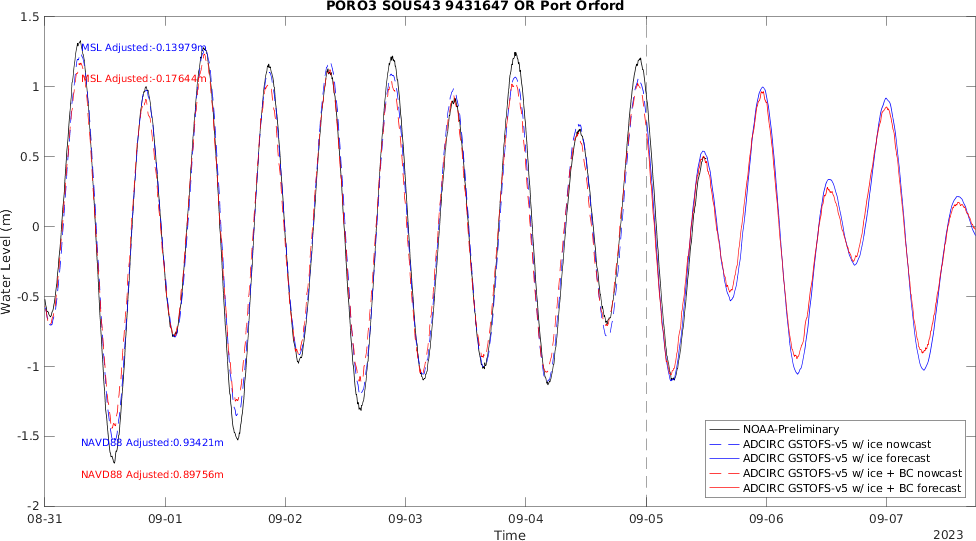 PORO3 SOUS43 9431647 OR Port Orford
1.5
MSL Adjusted:-0.13979m
MSL Adjusted:-0.17644m
1
0.5
0
Water Level (m)
-0.5
-1
-1.5
NAVD88 Adjusted:0.93421m
NAVD88 Adjusted:0.89756m
-2
NOAA-Preliminary
ADCIRC GSTOFS-v5 w/ ice nowcast
ADCIRC GSTOFS-v5 w/ ice forecast
ADCIRC GSTOFS-v5 w/ ice + BC nowcast
ADCIRC GSTOFS-v5 w/ ice + BC forecast
08-31 09-01 09-02 09-03 09-04 09-05 09-06 09-07
Time
2023